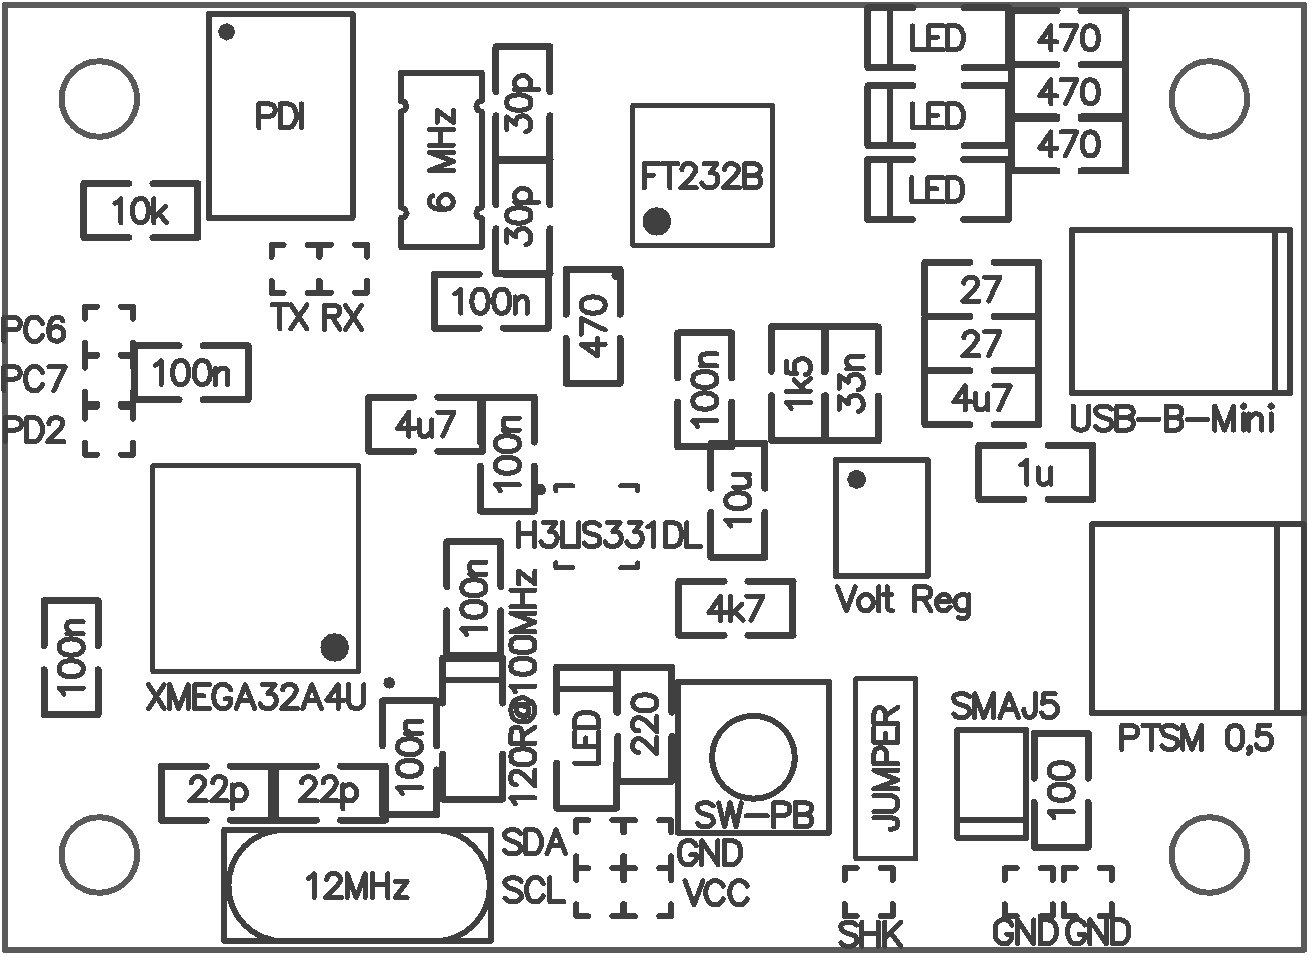 LED 470
PDI
30p
6 MHz
LED 470
470
FT232B
LED
10k
30p
TX RX
100n
470
27
PC6
27
PC7
100n
100n
1k5
33n
4u7
USB-B-Mini
PD2
4u7
100n
10u
1u
H3LIS331DL
100n
120R@100MHz
4k7
Volt Reg
100n
XMEGA32A4U
SMAJ5
100n
LED
220
JUMPER
PTSM 0,5
22p
22p
100
SW-PB
SDA
GND
12MHz
SCL
VCC
SHK
GND
GND